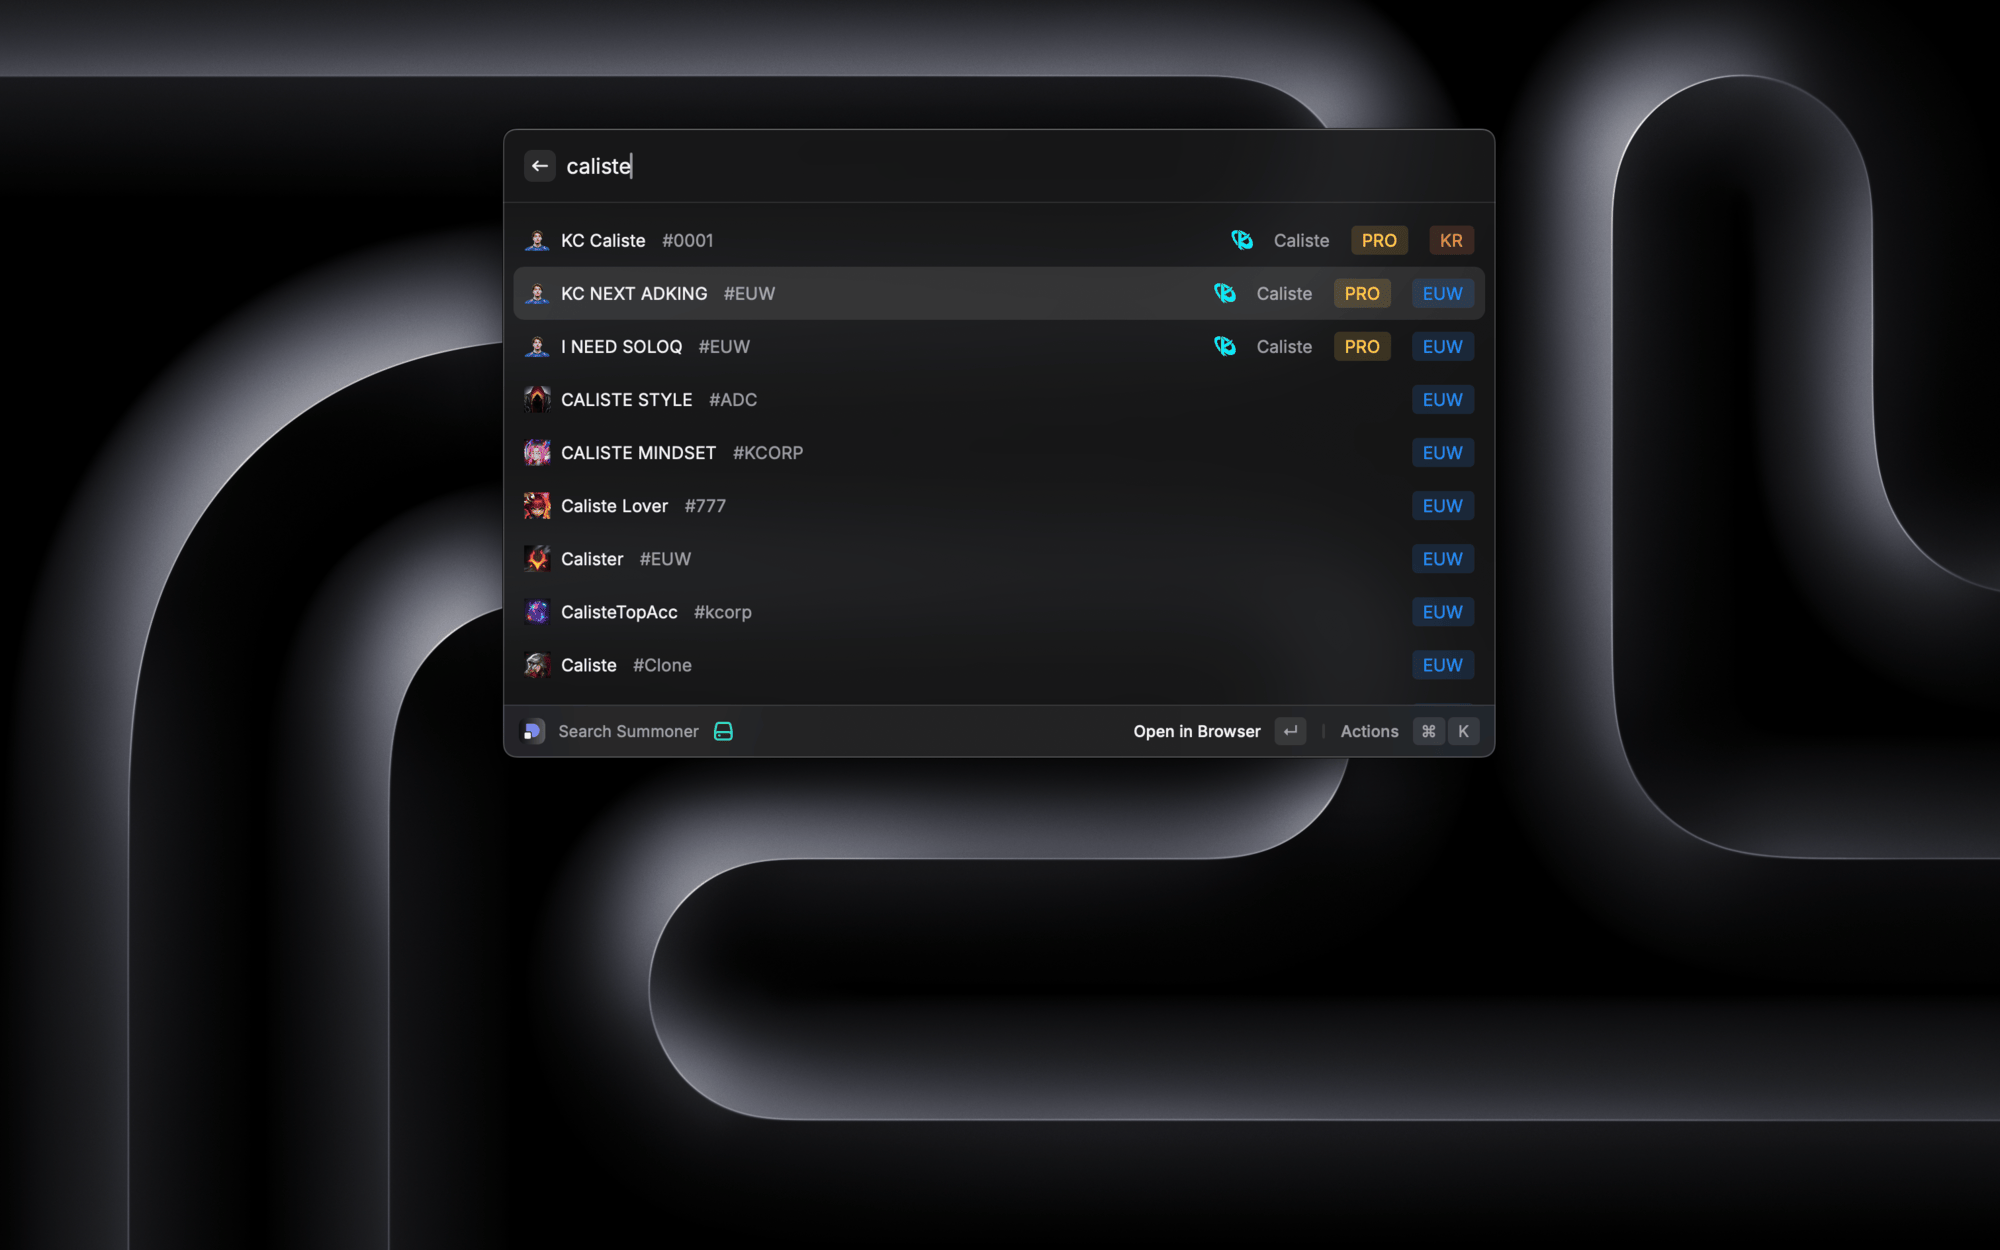 caliste
KC Caliste #0001 Caliste PRO KR
KC NEXT ADKING #EUW Caliste PRO EUW
I NEED SOLOQ #EUW Caliste PRO EUW
CALISTE STYLE #ADC EUW
CALISTE MINDSET #KCORP EUW
Caliste Lover #777 EUW
Calister #EUW EUW
CalisteTopAcc #kcorp EUW
Caliste #Clone EUW
Search Summoner Open in Browser ↵ | Actions ⌘ K